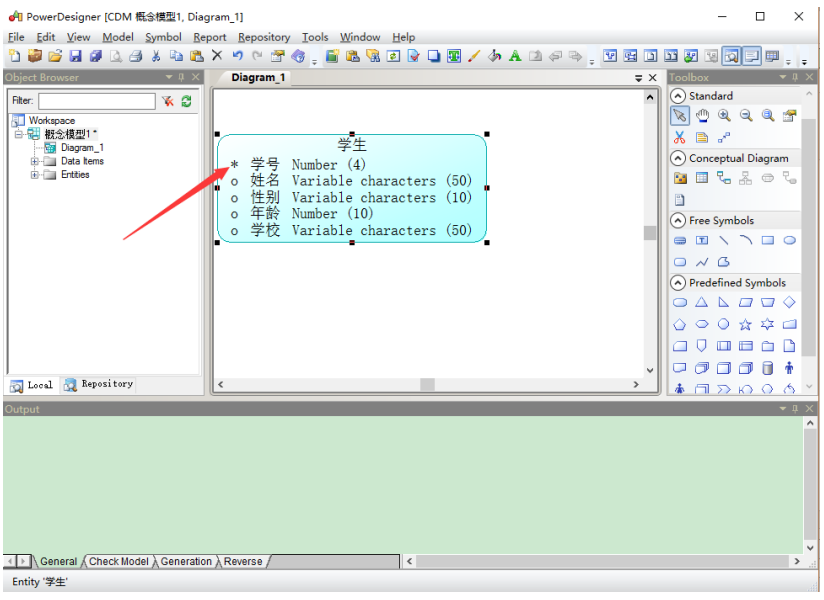 PowerDesigner [CDM 概念模型1, Diagram_1]
File Edit View Model Symbol Report Repository Tools Window Help
Object Browser
Filter:
Workspace
概念模型1 *
Diagram_1
Data Items
Entities
Local Repository
Diagram_1
学生
* 学号 Number (4)
o 姓名 Variable characters (50)
o 性别 Variable characters (10)
o 年龄 Number (10)
o 学校 Variable characters (50)
Toolbox
Standard
Conceptual Diagram
Free Symbols
Predefined Symbols
Output
General Check Model Generation Reverse
Entity '学生'